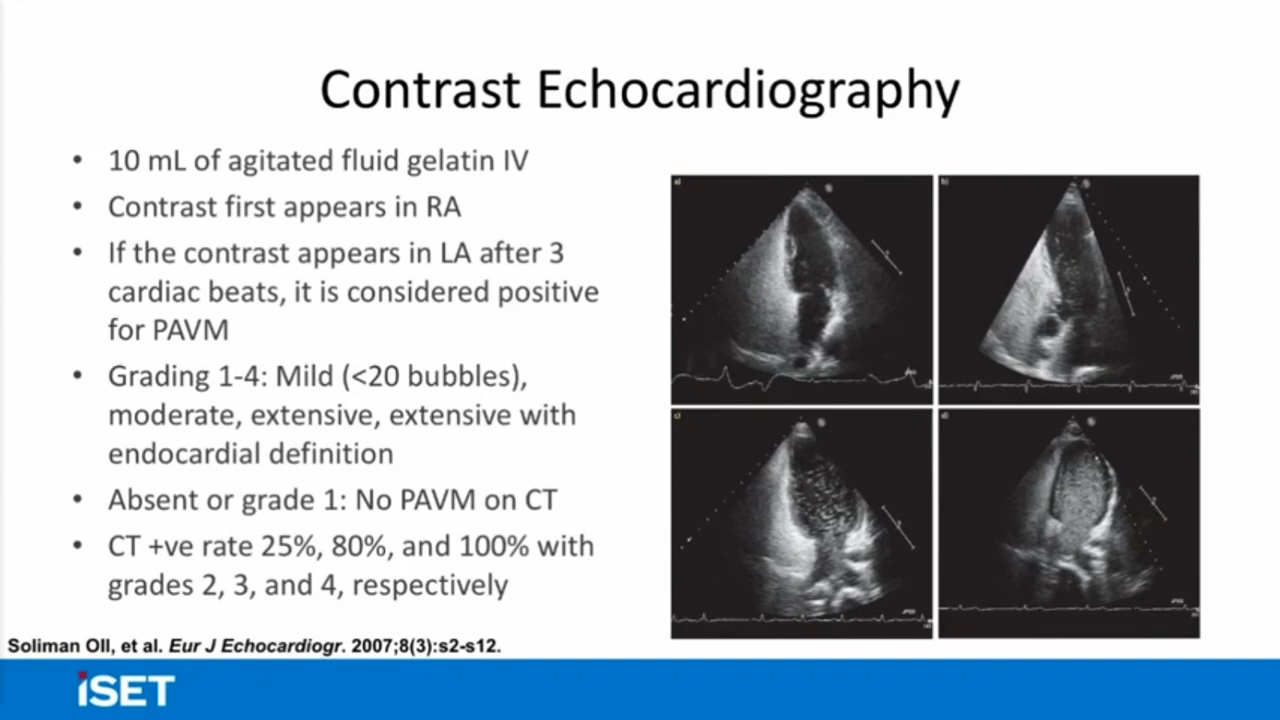 Contrast Echocardiography
• 10 mL of agitated fluid gelatin IV
• Contrast first appears in RA
• If the contrast appears in LA after 3
cardiac beats, it is considered positive
for PAVM
• Grading 1-4: Mild (<20 bubbles),
moderate, extensive, extensive with
endocardial definition
• Absent or grade 1: No PAVM on CT
• CT +ve rate 25%, 80%, and 100% with
grades 2, 3, and 4, respectively
a)
b)
c)
d)
Soliman OII, et al. Eur J Echocardiogr. 2007;8(3):s2-s12.
iSET